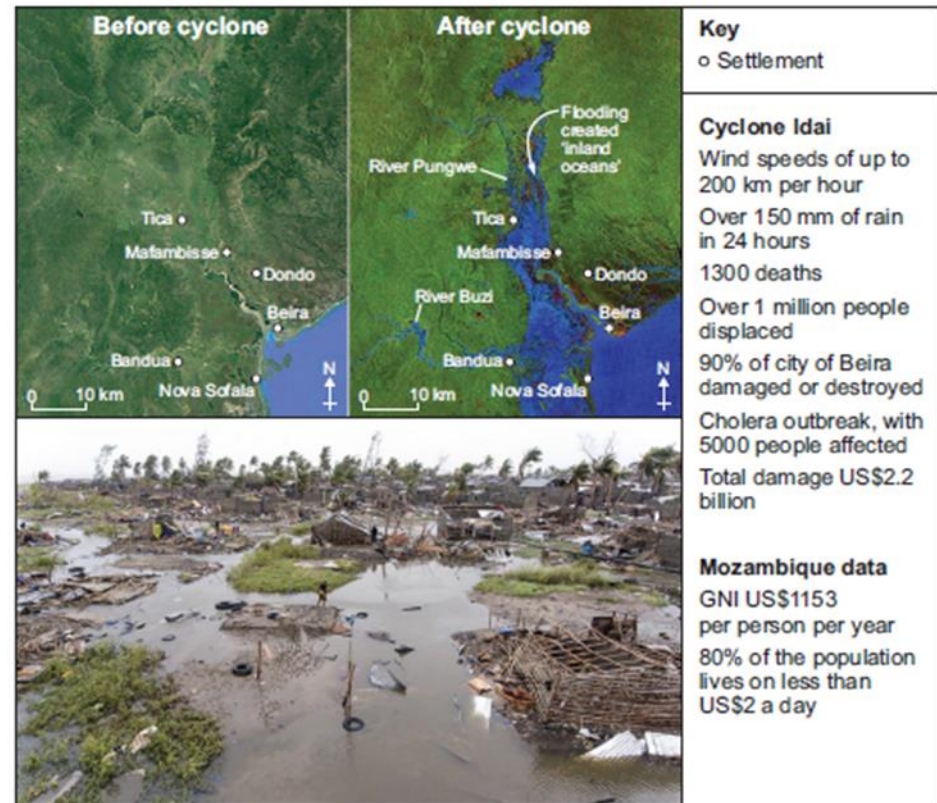 Before cyclone
Tica
Mafambisse
Dondo
Beira
Bandua
Nova Sofala
0 10 km
N
After cyclone
Flooding
created
'inland
oceans'
River Pungwe
Tica
Mafambisse
Dondo
River Buzi
Beira
Bandua
Nova Sofala
0 10 km
N
Key
Settlement
Cyclone Idai
Wind speeds of up to
200 km per hour
Over 150 mm of rain
in 24 hours
1300 deaths
Over 1 million people
displaced
90% of city of Beira
damaged or destroyed
Cholera outbreak, with
5000 people affected
Total damage US$2.2
billion
Mozambique data
GNI US$1153
per person per year
80% of the population
lives on less than
US$2 a day